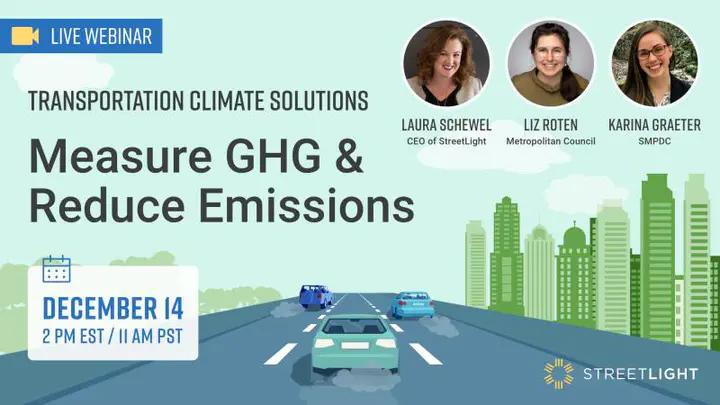 LIVE WEBINAR
TRANSPORTATION CLIMATE SOLUTIONS
Measure GHG &
Reduce Emissions
LAURA SCHEWEL
CEO of StreetLight
LIZ ROTEN
Metropolitan Council
KARINA GRAETER
SMPDC
DECEMBER 14
2 PM EST / 11 AM PST
STREETLIGHT